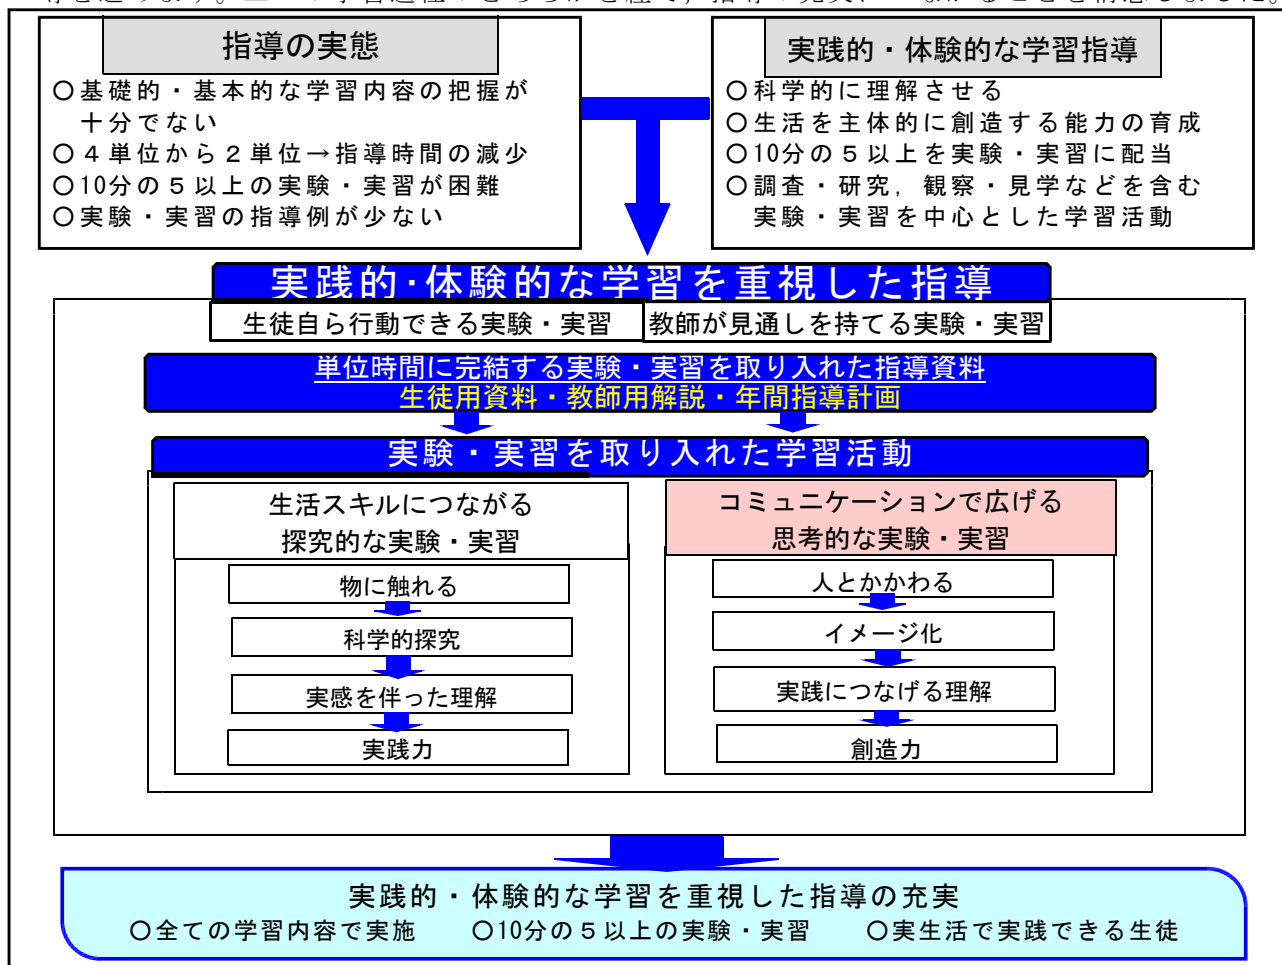 指導の実態
〇基礎的・基本的な学習内容の把握が
十分でない
〇４単位から２単位→指導時間の減少
〇10分の５以上の実験・実習が困難
〇実験・実習の指導例が少ない
実践的・体験的な学習指導
〇科学的に理解させる
〇生活を主体的に創造する能力の育成
〇10分の５以上を実験・実習に配当
〇調査・研究，観察・見学などを含む
実験・実習を中心とした学習活動
実践的・体験的な学習を重視した指導
生徒自ら行動できる実験・実習
教師が見通しを持てる実験・実習
単位時間に完結する実験・実習を取り入れた指導資料
生徒用資料・教師用解説・年間指導計画
実験・実習を取り入れた学習活動
生活スキルにつながる
探究的な実験・実習
物に触れる
科学的探究
実感を伴った理解
実践力
コミュニケーションで広げる
思考的な実験・実習
人とかかわる
イメージ化
実践につなげる理解
創造力
実践的・体験的な学習を重視した指導の充実
〇全ての学習内容で実施　〇10分の５以上の実験・実習　〇実生活で実践できる生徒